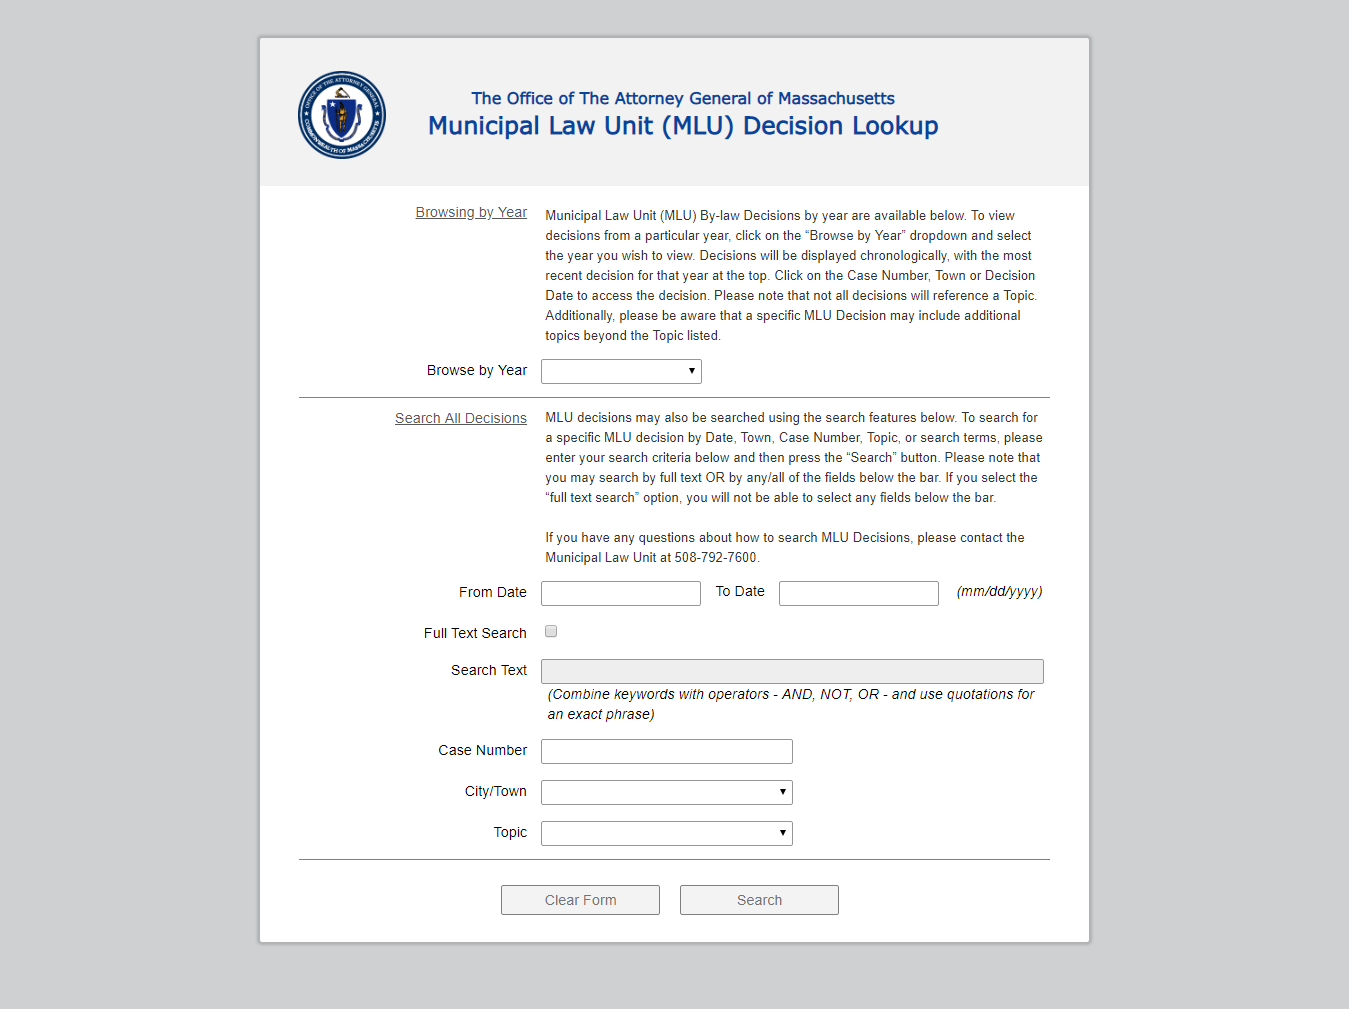 OFFICE OF THE ATTORNEY GENERAL
COMMONWEALTH OF MASSACHUSETTS
The Office of The Attorney General of Massachusetts
Municipal Law Unit (MLU) Decision Lookup
Browsing by Year
Municipal Law Unit (MLU) By-law Decisions by year are available below. To view
decisions from a particular year, click on the “Browse by Year” dropdown and select
the year you wish to view. Decisions will be displayed chronologically, with the most
recent decision for that year at the top. Click on the Case Number, Town or Decision
Date to access the decision. Please note that not all decisions will reference a Topic.
Additionally, please be aware that a specific MLU Decision may include additional
topics beyond the Topic listed.
Browse by Year
Search All Decisions
MLU decisions may also be searched using the search features below. To search for
a specific MLU decision by Date, Town, Case Number, Topic, or search terms, please
enter your search criteria below and then press the “Search” button. Please note that
you may search by full text OR by any/all of the fields below the bar. If you select the
“full text search” option, you will not be able to select any fields below the bar.
If you have any questions about how to search MLU Decisions, please contact the
Municipal Law Unit at 508-792-7600.
From Date To Date (mm/dd/yyyy)
Full Text Search
Search Text
(Combine keywords with operators - AND, NOT, OR - and use quotations for
an exact phrase)
Case Number
City/Town
Topic
Clear Form Search